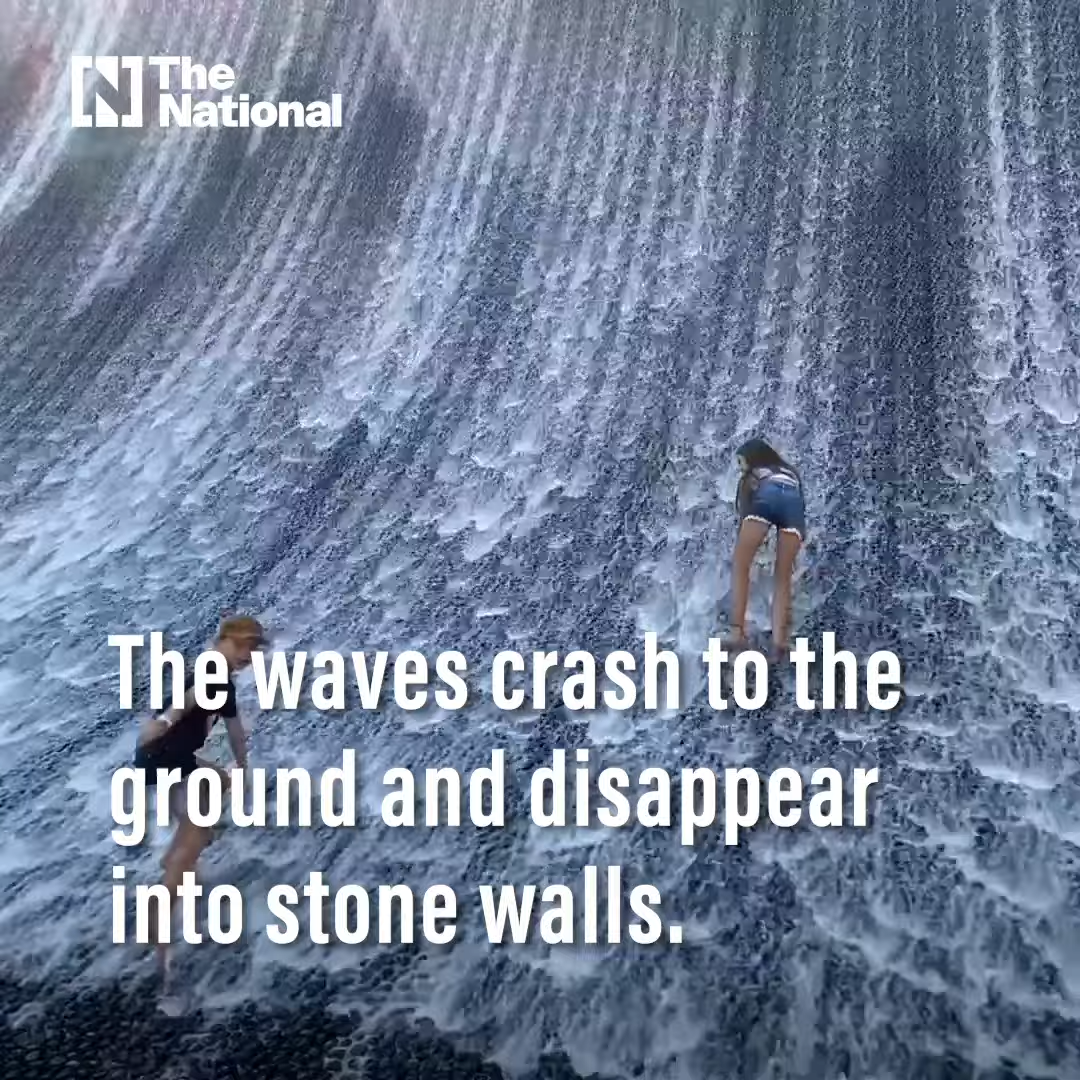 The
National
The waves crash to the
ground and disappear
into stone walls.